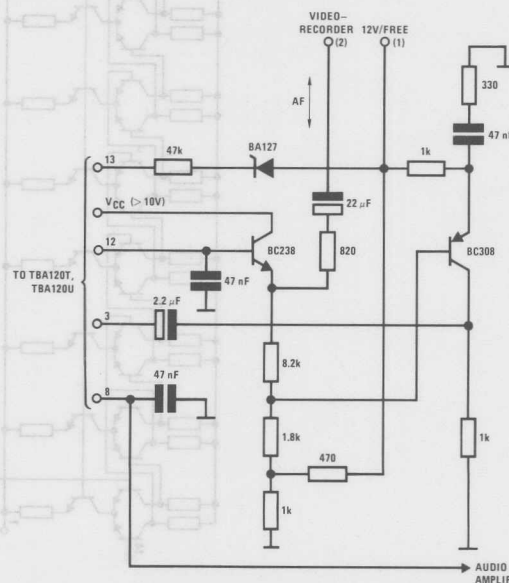 VIDEO–
RECORDER
(2)
12V/FREE
(1)
330
AF
47 n
47k
BA127
1k
13
VCC (> 10V)
22 µF
12
BC238
820
BC308
TO TBA120T,
TBA120U
47 nF
2.2 µF
3
8.2k
47 nF
8
1.8k
470
1k
1k
AUDIO